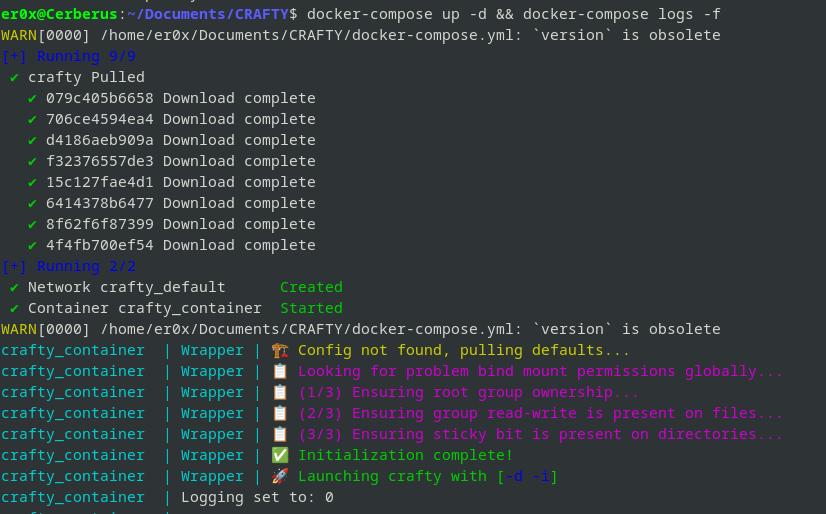 er0x@Cerberus:~/Documents/CRAFTY$ docker-compose up -d && docker-compose logs -f
WARN[0000] /home/er0x/Documents/CRAFTY/docker-compose.yml: `version` is obsolete
[+] Running 9/9
✔ crafty Pulled
✔ 079c405b6658 Download complete
✔ 706ce4594ea4 Download complete
✔ d4186aeb909a Download complete
✔ f32376557de3 Download complete
✔ 15c127fae4d1 Download complete
✔ 6414378b6477 Download complete
✔ 8f62f6f87399 Download complete
✔ 4f4fb700ef54 Download complete
[+] Running 2/2
✔ Network crafty_default Created
✔ Container crafty_container Started
WARN[0000] /home/er0x/Documents/CRAFTY/docker-compose.yml: `version` is obsolete
crafty_container | Wrapper | 🏗️ Config not found, pulling defaults...
crafty_container | Wrapper | 📋 Looking for problem bind mount permissions globally...
crafty_container | Wrapper | 📋 (1/3) Ensuring root group ownership...
crafty_container | Wrapper | 📋 (2/3) Ensuring group read-write is present on files...
crafty_container | Wrapper | 📋 (3/3) Ensuring sticky bit is present on directories...
crafty_container | Wrapper | ✅ Initialization complete!
crafty_container | Wrapper | 🚀 Launching crafty with [-d -i]
crafty_container | Logging set to: 0